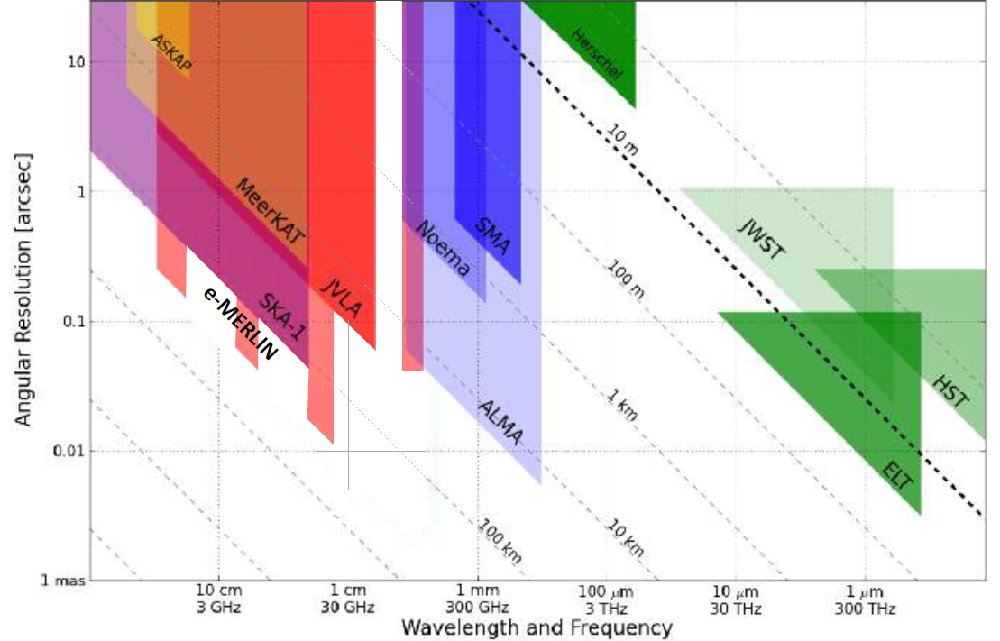 Angular Resolution [arcsec]
10
1
0.1
0.01
1 mas
ASKAP
MeerKAT
SKA-1
e-MERLIN
JVLA
Noema
SMA
ALMA
Herschel
JWST
HST
ELT
10 m
100 m
1 km
10 km
100 km
10 cm
3 GHz
1 cm
30 GHz
1 mm
300 GHz
100 μm
3 THz
10 μm
30 THz
1 μm
300 THz
Wavelength and Frequency